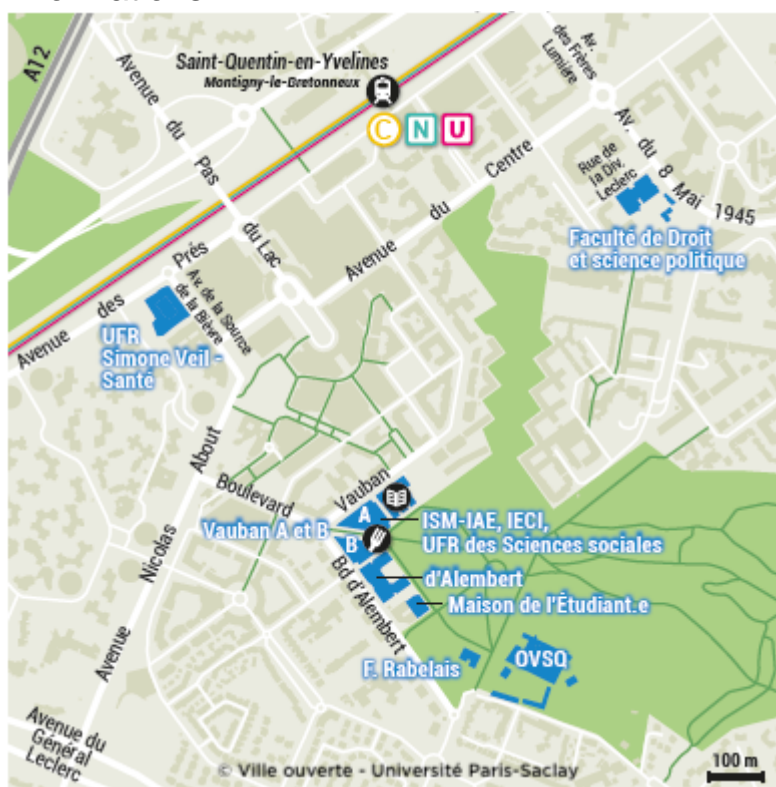 A12
Saint-Quentin-en-Yvelines
Montigny-le-Bretonneux
C N U
Avenue du Pas du Lac
Av.
des Frères
Lumière
Av. du 8 Mai 1945
Rue de
la Div.
Leclerc
Avenue du Centre
Faculté de Droit
et science politique
Avenue des Prés
Av. de la Source
de la Bièvre
UFR
Simone Veil -
Santé
Boulevard Vauban
Vauban A et B
A
B
ISM-IAE, IECI,
UFR des Sciences sociales
d'Alembert
Maison de l'Étudiant.e
Bd d'Alembert
F. Rabelais
OVSQ
Avenue Nicolas About
Avenue du
Général
Leclerc
© Ville ouverte - Université Paris-Saclay
100 m